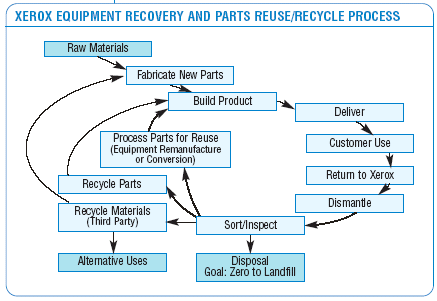 XEROX EQUIPMENT RECOVERY AND PARTS REUSE/RECYCLE PROCESS
Raw Materials
Fabricate New Parts
Build Product
Deliver
Process Parts for Reuse
(Equipment Remanufacture
or Conversion)
Customer Use
Return to Xerox
Recycle Parts
Dismantle
Recycle Materials
(Third Party)
Sort/Inspect
Alternative Uses
Disposal
Goal: Zero to Landfill